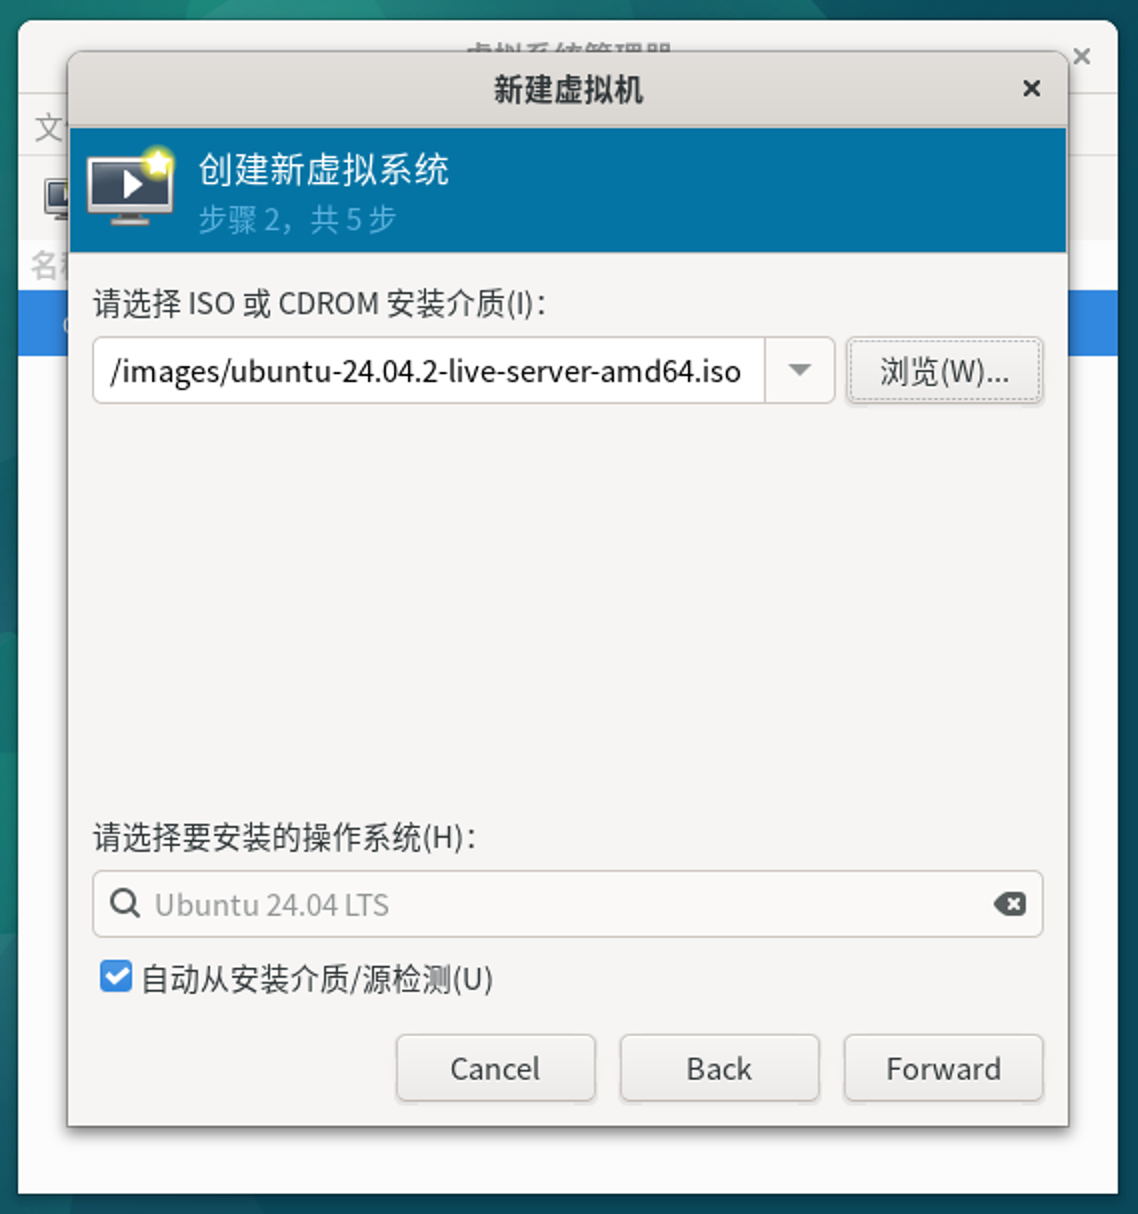 新建虚拟机
文
名
创建新虚拟系统
步骤 2，共 5 步
请选择 ISO 或 CDROM 安装介质(I)：
/images/ubuntu-24.04.2-live-server-amd64.iso
浏览(W)...
请选择要安装的操作系统(H)：
Ubuntu 24.04 LTS
自动从安装介质/源检测(U)
Cancel
Back
Forward